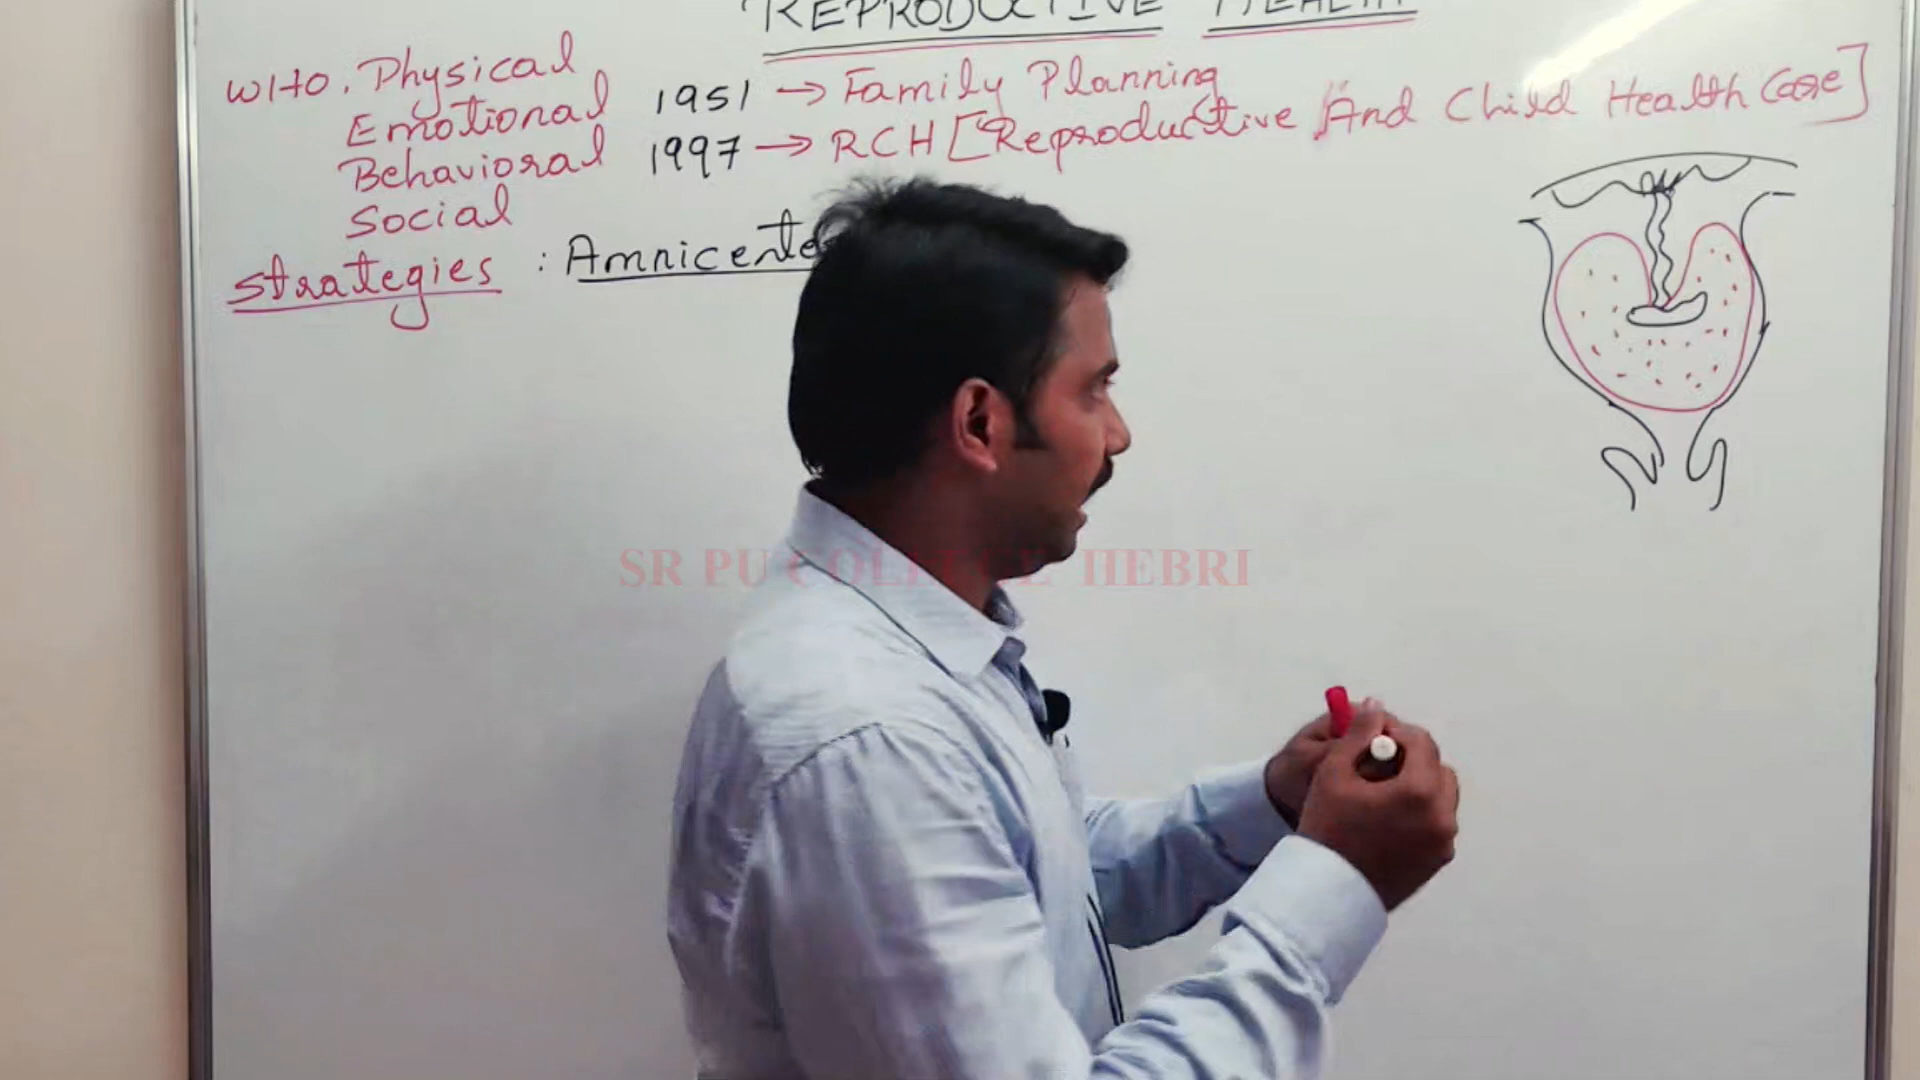 REPRODUCTIVE HEALTH
WHO. Physical
Emotional
Behavioral
Social
1951 → Family Planning
1997 → RCH [Reproductive And Child Health Care]
Strategies : Amnicente
SR PU COLLEGE HEBRI